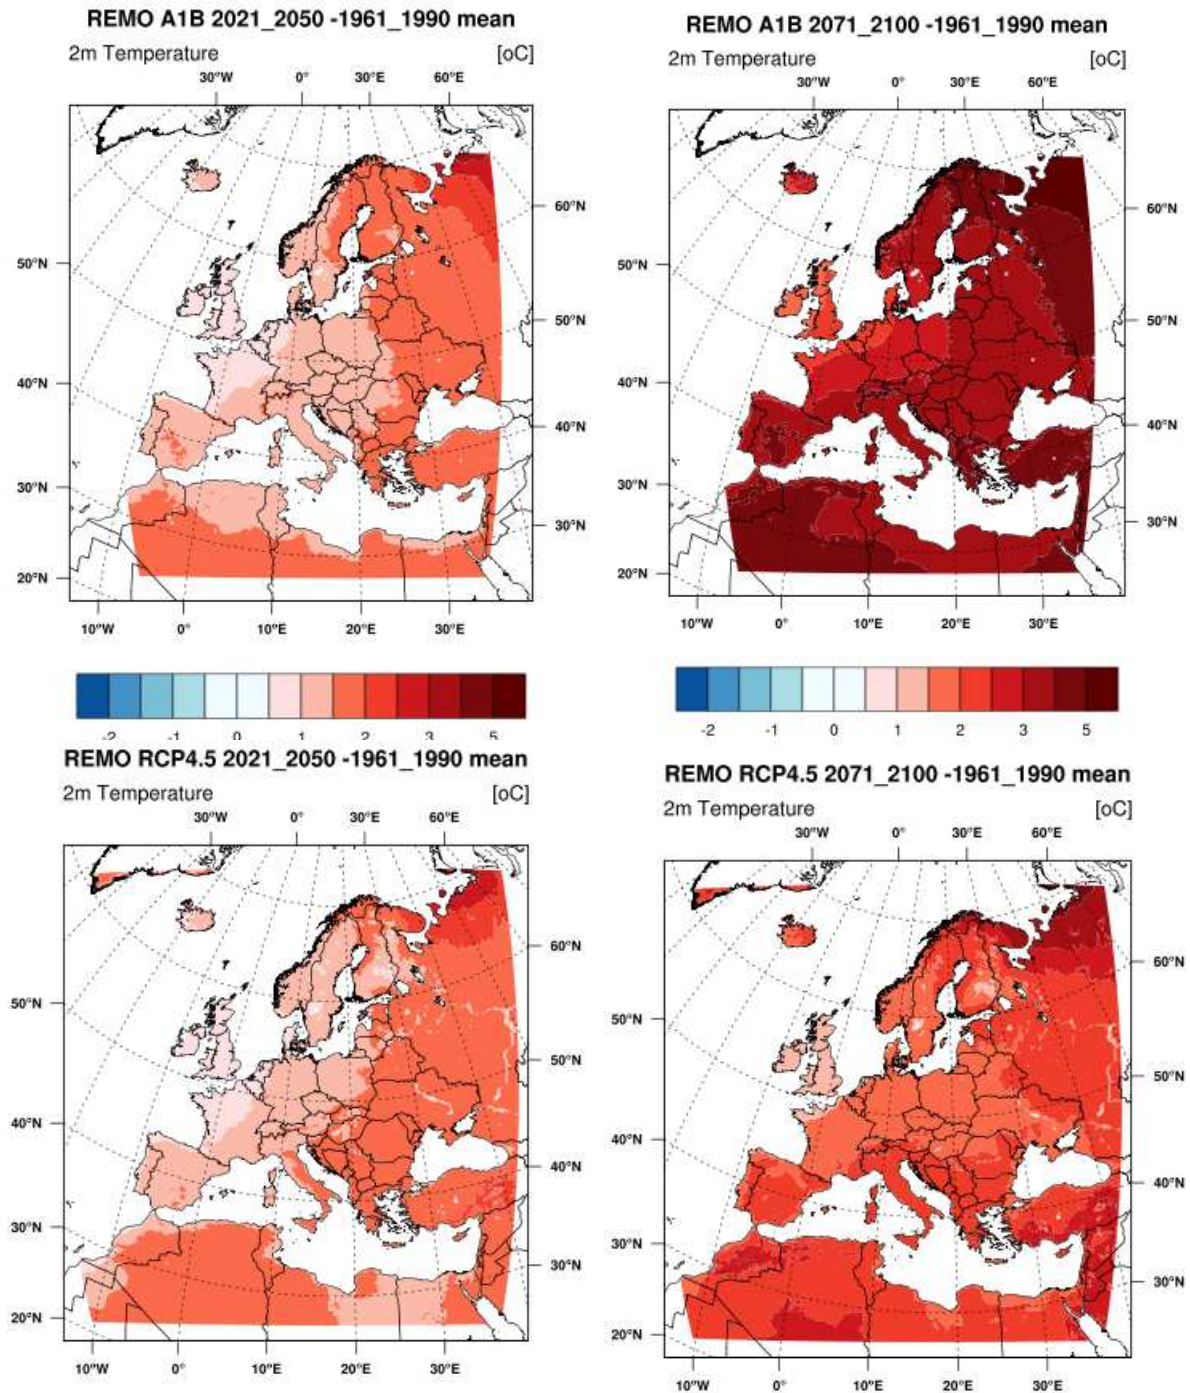 REMO A1B 2021_2050 -1961_1990 mean
2m Temperature [oC]
30°W 0° 30°E 60°E
60°N
50°N
50°N
40°N
40°N
30°N
30°N
20°N
10°W 0° 10°E 20°E 30°E
-2 -1 0 1 2 3 5
REMO A1B 2071_2100 -1961_1990 mean
2m Temperature [oC]
30°W 0° 30°E 60°E
60°N
50°N
50°N
40°N
40°N
30°N
30°N
20°N
10°W 0° 10°E 20°E 30°E
-2 -1 0 1 2 3 5
REMO RCP4.5 2021_2050 -1961_1990 mean
2m Temperature [oC]
30°W 0° 30°E 60°E
60°N
50°N
50°N
40°N
40°N
30°N
30°N
20°N
10°W 0° 10°E 20°E 30°E
REMO RCP4.5 2071_2100 -1961_1990 mean
2m Temperature [oC]
30°W 0° 30°E 60°E
60°N
50°N
50°N
40°N
40°N
30°N
30°N
20°N
10°W 0° 10°E 20°E 30°E